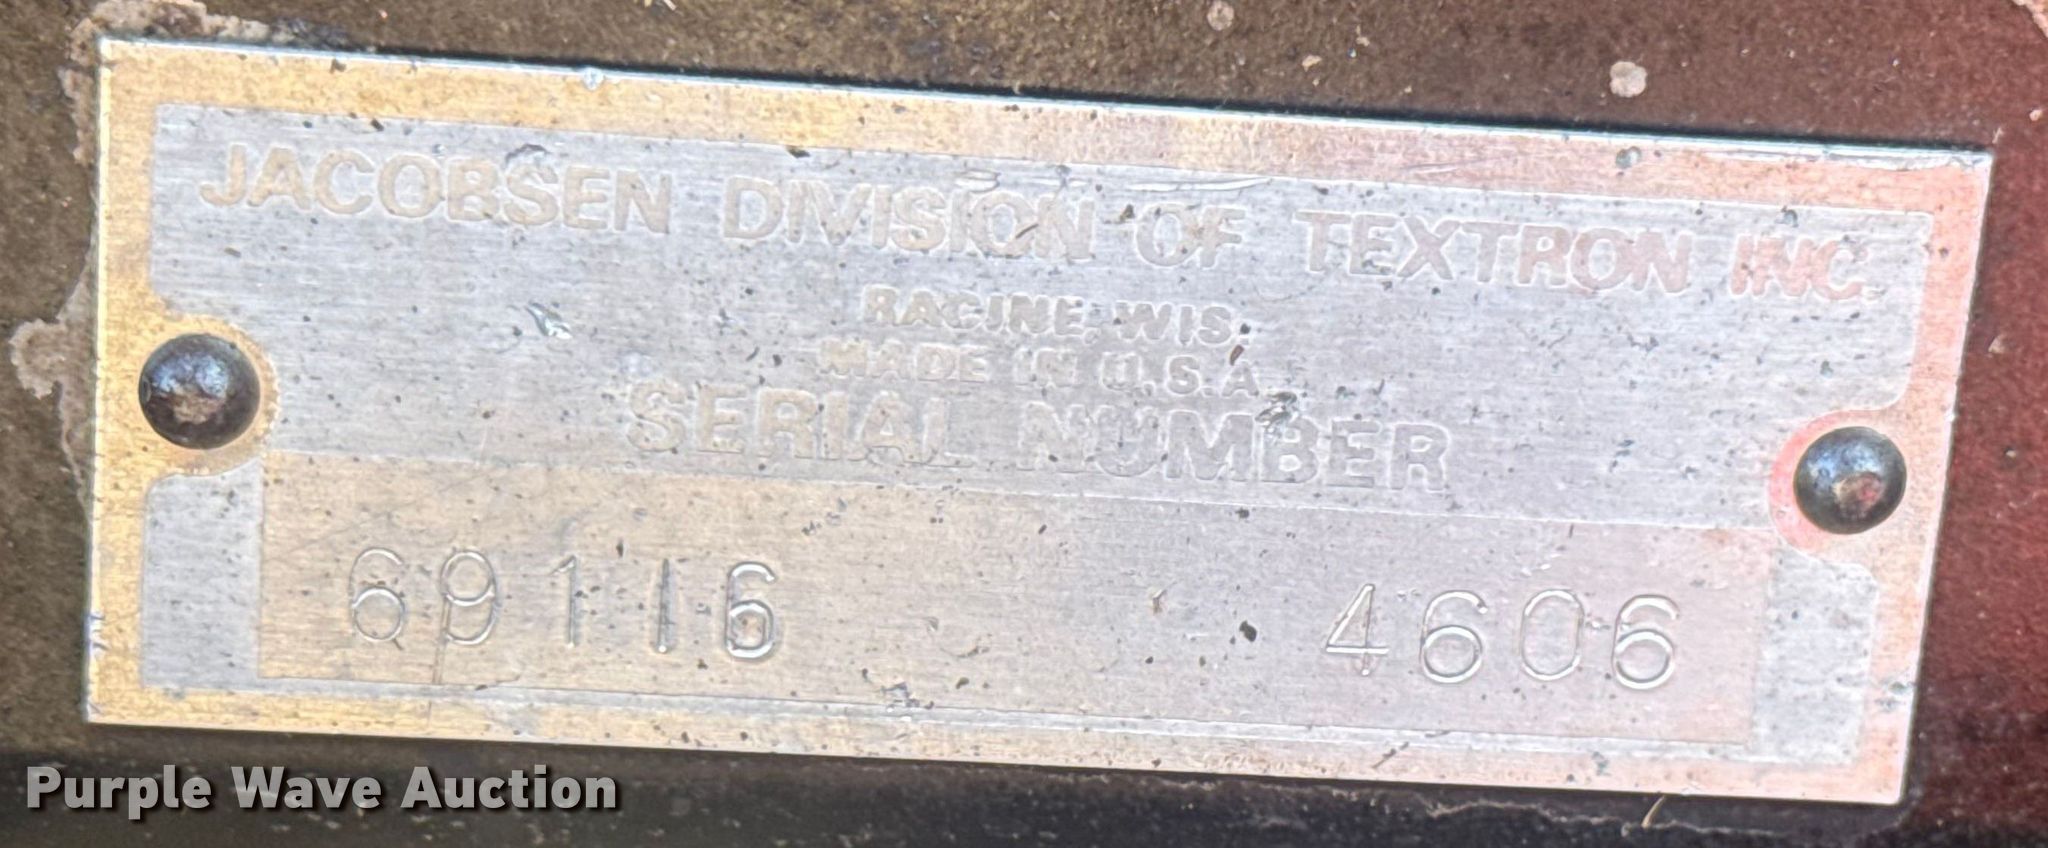 JACOBSEN DIVISION OF TEXTRON INC.
RACINE, WIS.
MADE IN U.S.A.
SERIAL NUMBER
69116 4606
Purple Wave Auction